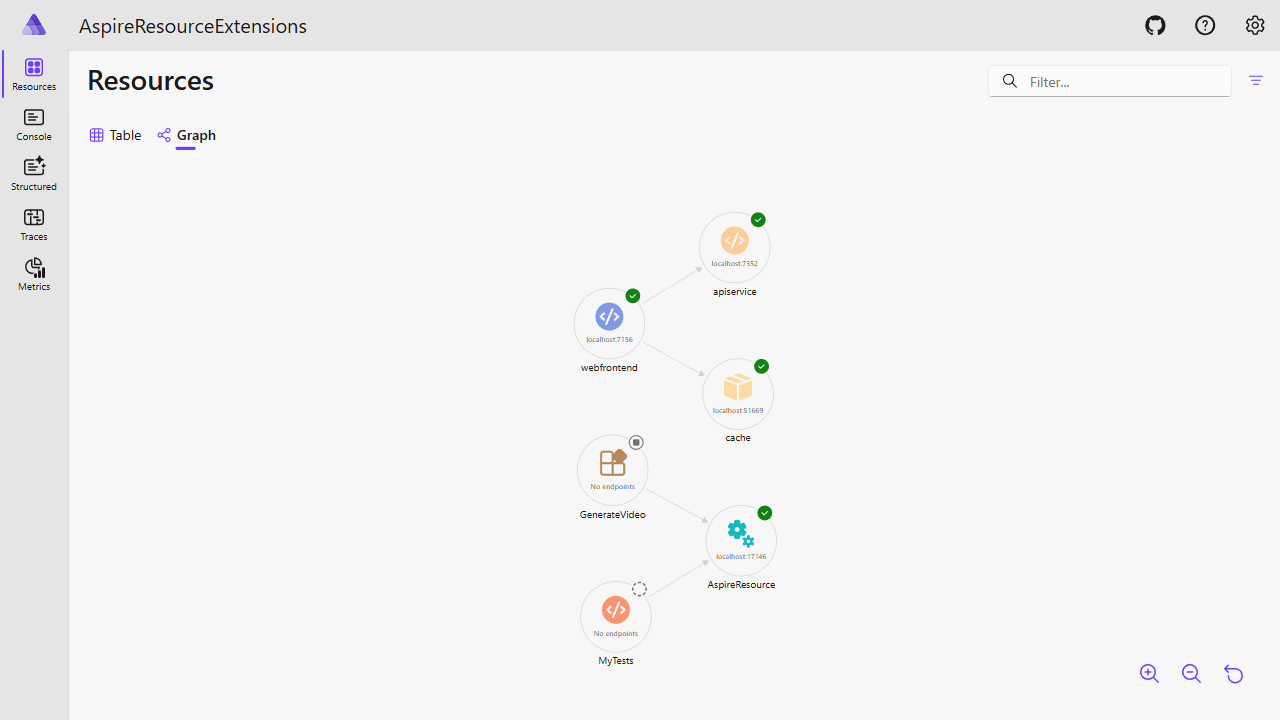 AspireResourceExtensions
Resources
Console
Structured
Traces
Metrics
Resources
Filter...
Table
Graph
localhost:7352
apiservice
localhost:7156
webfrontend
localhost:51669
cache
No endpoints
GenerateVideo
localhost:17146
AspireResource
No endpoints
MyTests